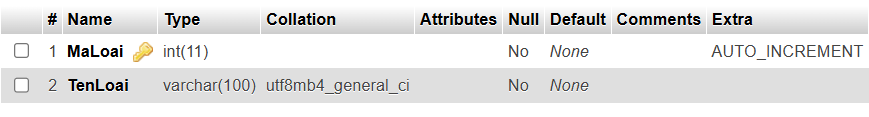 # Name Type Collation Attributes Null Default Comments Extra
1 MaLoai int(11) No None AUTO_INCREMENT
2 TenLoai varchar(100) utf8mb4_general_ci No None